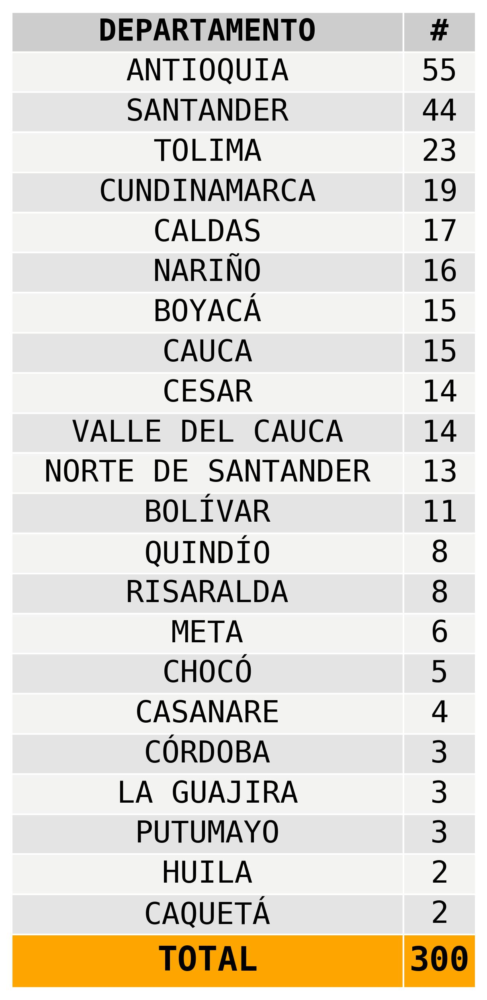 DEPARTAMENTO #
ANTIOQUIA 55
SANTANDER 44
TOLIMA 23
CUNDINAMARCA 19
CALDAS 17
NARIÑO 16
BOYACÁ 15
CAUCA 15
CESAR 14
VALLE DEL CAUCA 14
NORTE DE SANTANDER 13
BOLÍVAR 11
QUINDÍO 8
RISARALDA 8
META 6
CHOCÓ 5
CASANARE 4
CÓRDOBA 3
LA GUAJIRA 3
PUTUMAYO 3
HUILA 2
CAQUETÁ 2
TOTAL 300